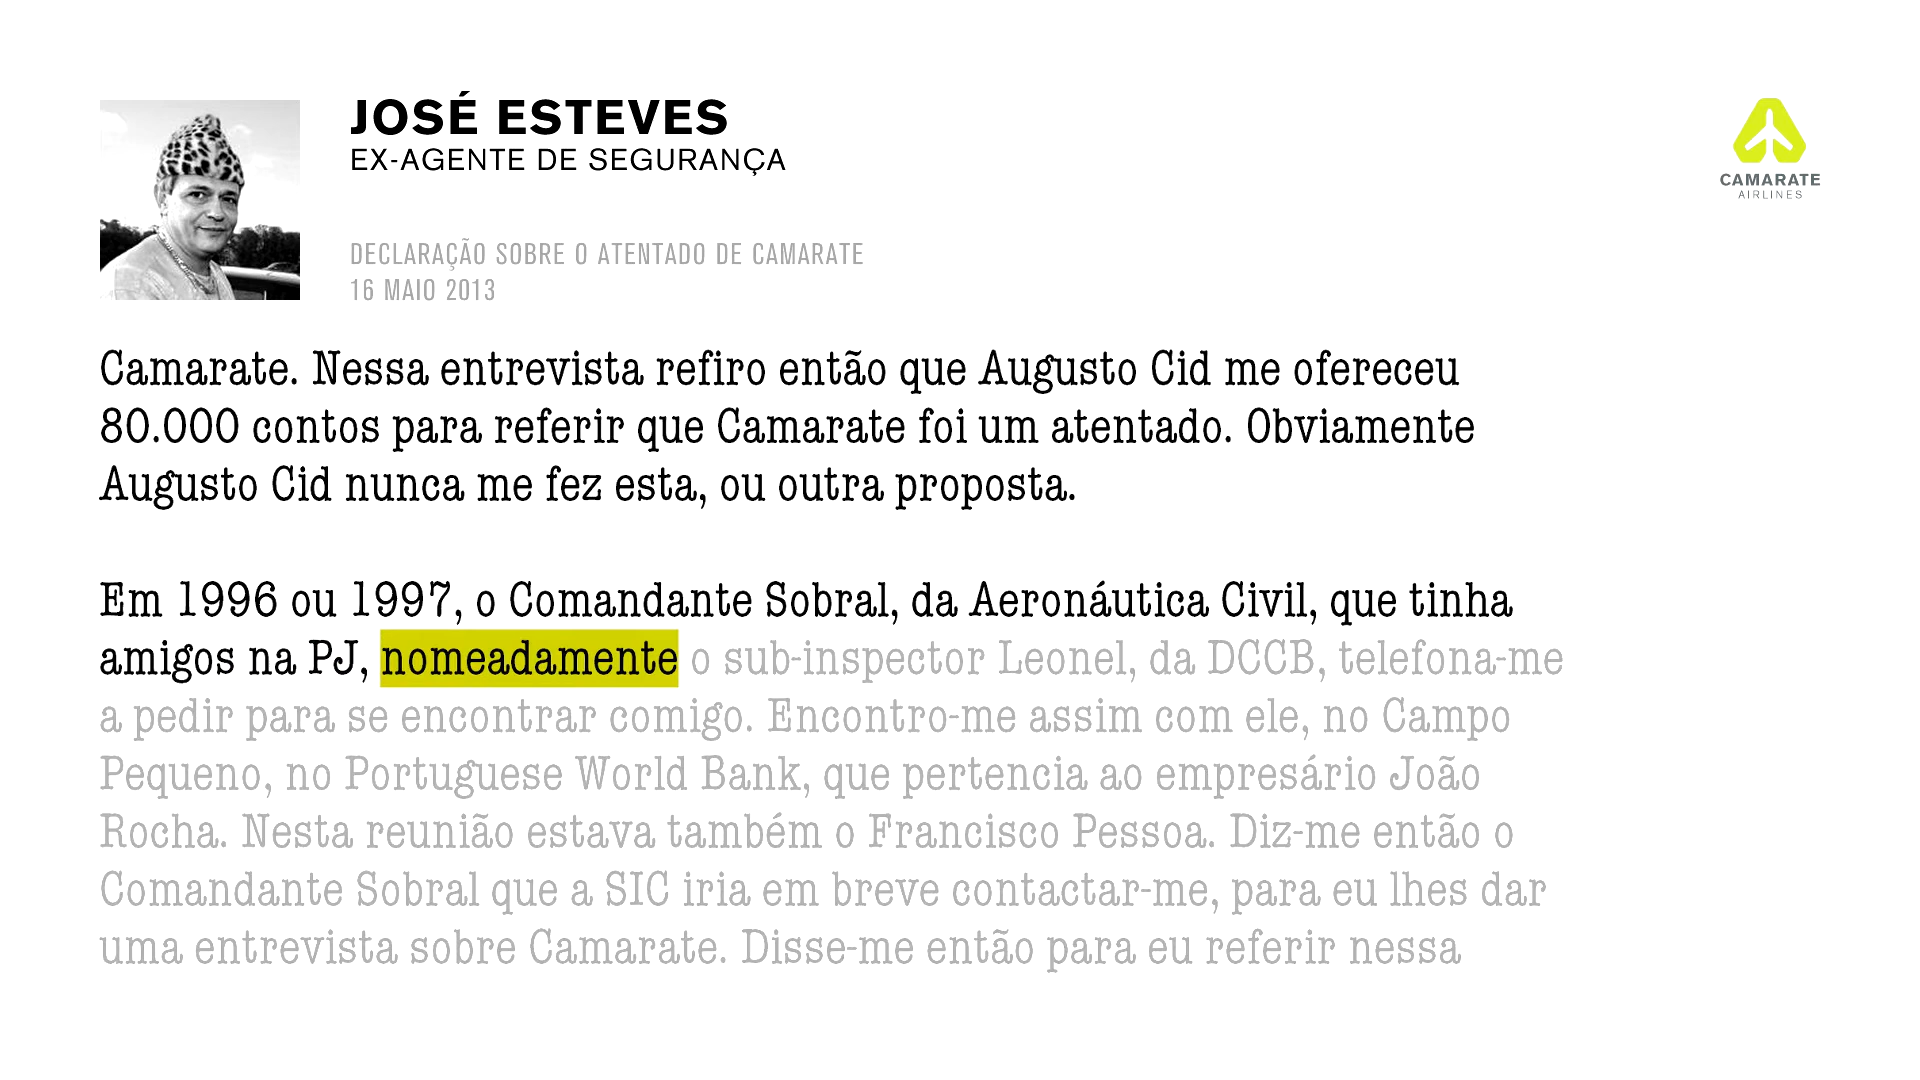 JOSÉ ESTEVES
EX-AGENTE DE SEGURANÇA
CAMARATE
AIRLINES
DECLARAÇÃO SOBRE O ATENTADO DE CAMARATE
16 MAIO 2013
Camarate. Nessa entrevista refiro então que Augusto Cid me ofereceu
80.000 contos para referir que Camarate foi um atentado. Obviamente
Augusto Cid nunca me fez esta, ou outra proposta.
Em 1996 ou 1997, o Comandante Sobral, da Aeronáutica Civil, que tinha
amigos na PJ, nomeadamente o sub-inspector Leonel, da DCCB, telefona-me
a pedir para se encontrar comigo. Encontro-me assim com ele, no Campo
Pequeno, no Portuguese World Bank, que pertencia ao empresário João
Rocha. Nesta reunião estava também o Francisco Pessoa. Diz-me então o
Comandante Sobral que a SIC iria em breve contactar-me, para eu lhes dar
uma entrevista sobre Camarate. Disse-me então para eu referir nessa